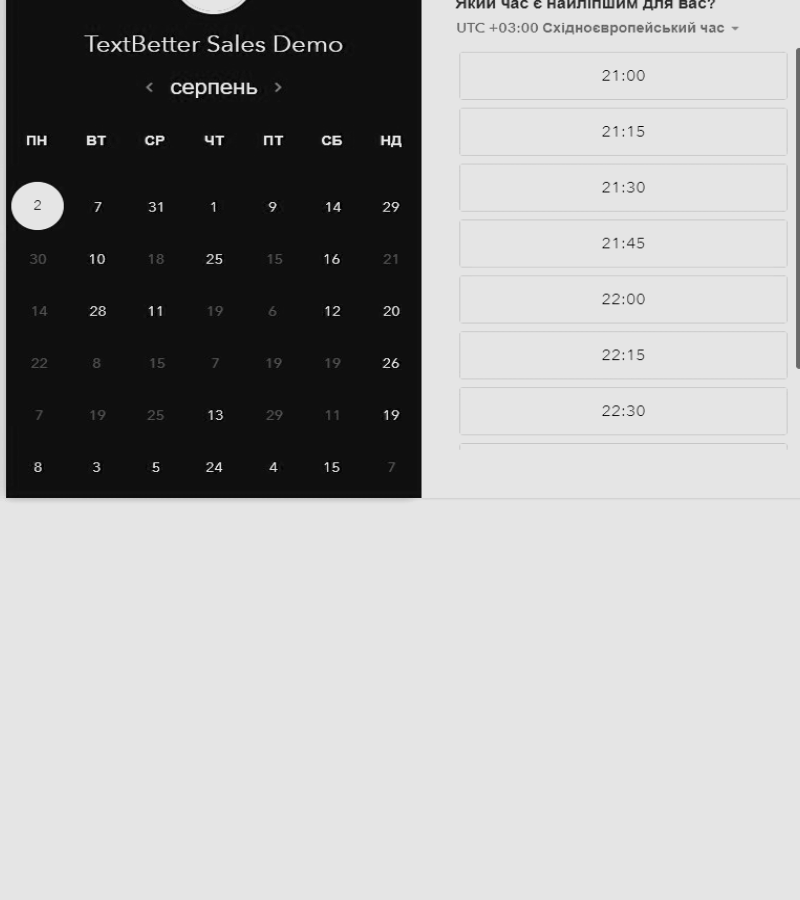 TextBetter Sales Demo
серпень
ПН ВТ СР ЧТ ПТ СБ НД
2 7 31 1 9 14 29
30 10 18 25 15 16 21
14 28 11 19 6 12 20
22 8 15 7 19 19 26
7 19 25 13 29 11 19
8 3 5 24 4 15 7
Який час є найліпшим для вас?
UTC +03:00 Східноєвропейський час
21:00
21:15
21:30
21:45
22:00
22:15
22:30